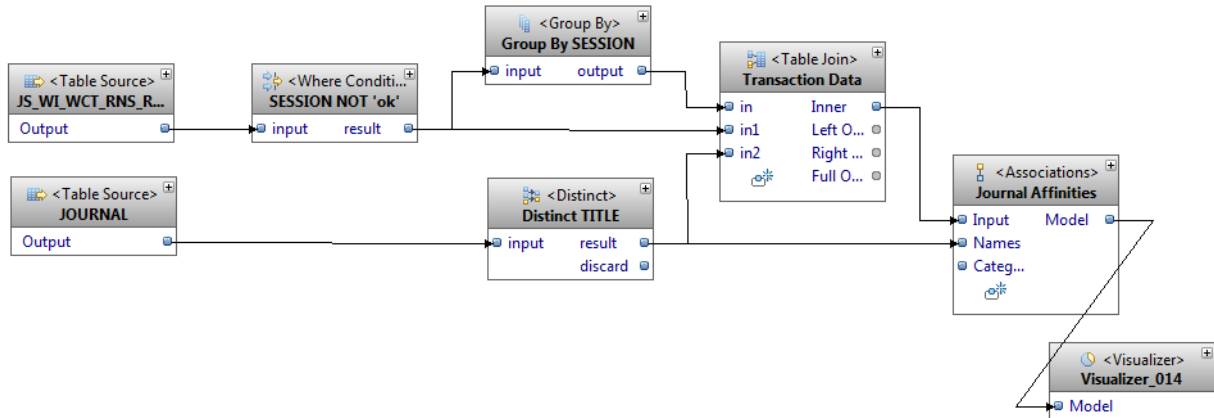 <Table Source>
JS_WI_WCT_RNS_R...
Output
<Where Conditi...
SESSION NOT 'ok'
input result
<Group By>
Group By SESSION
input output
<Table Join>
Transaction Data
in Inner
in1 Left O...
in2 Right ...
Full O...
<Table Source>
JOURNAL
Output
<Distinct>
Distinct TITLE
input result
discard
<Associations>
Journal Affinities
Input Model
Names
Categ...
<Visualizer>
Visualizer_014
Model